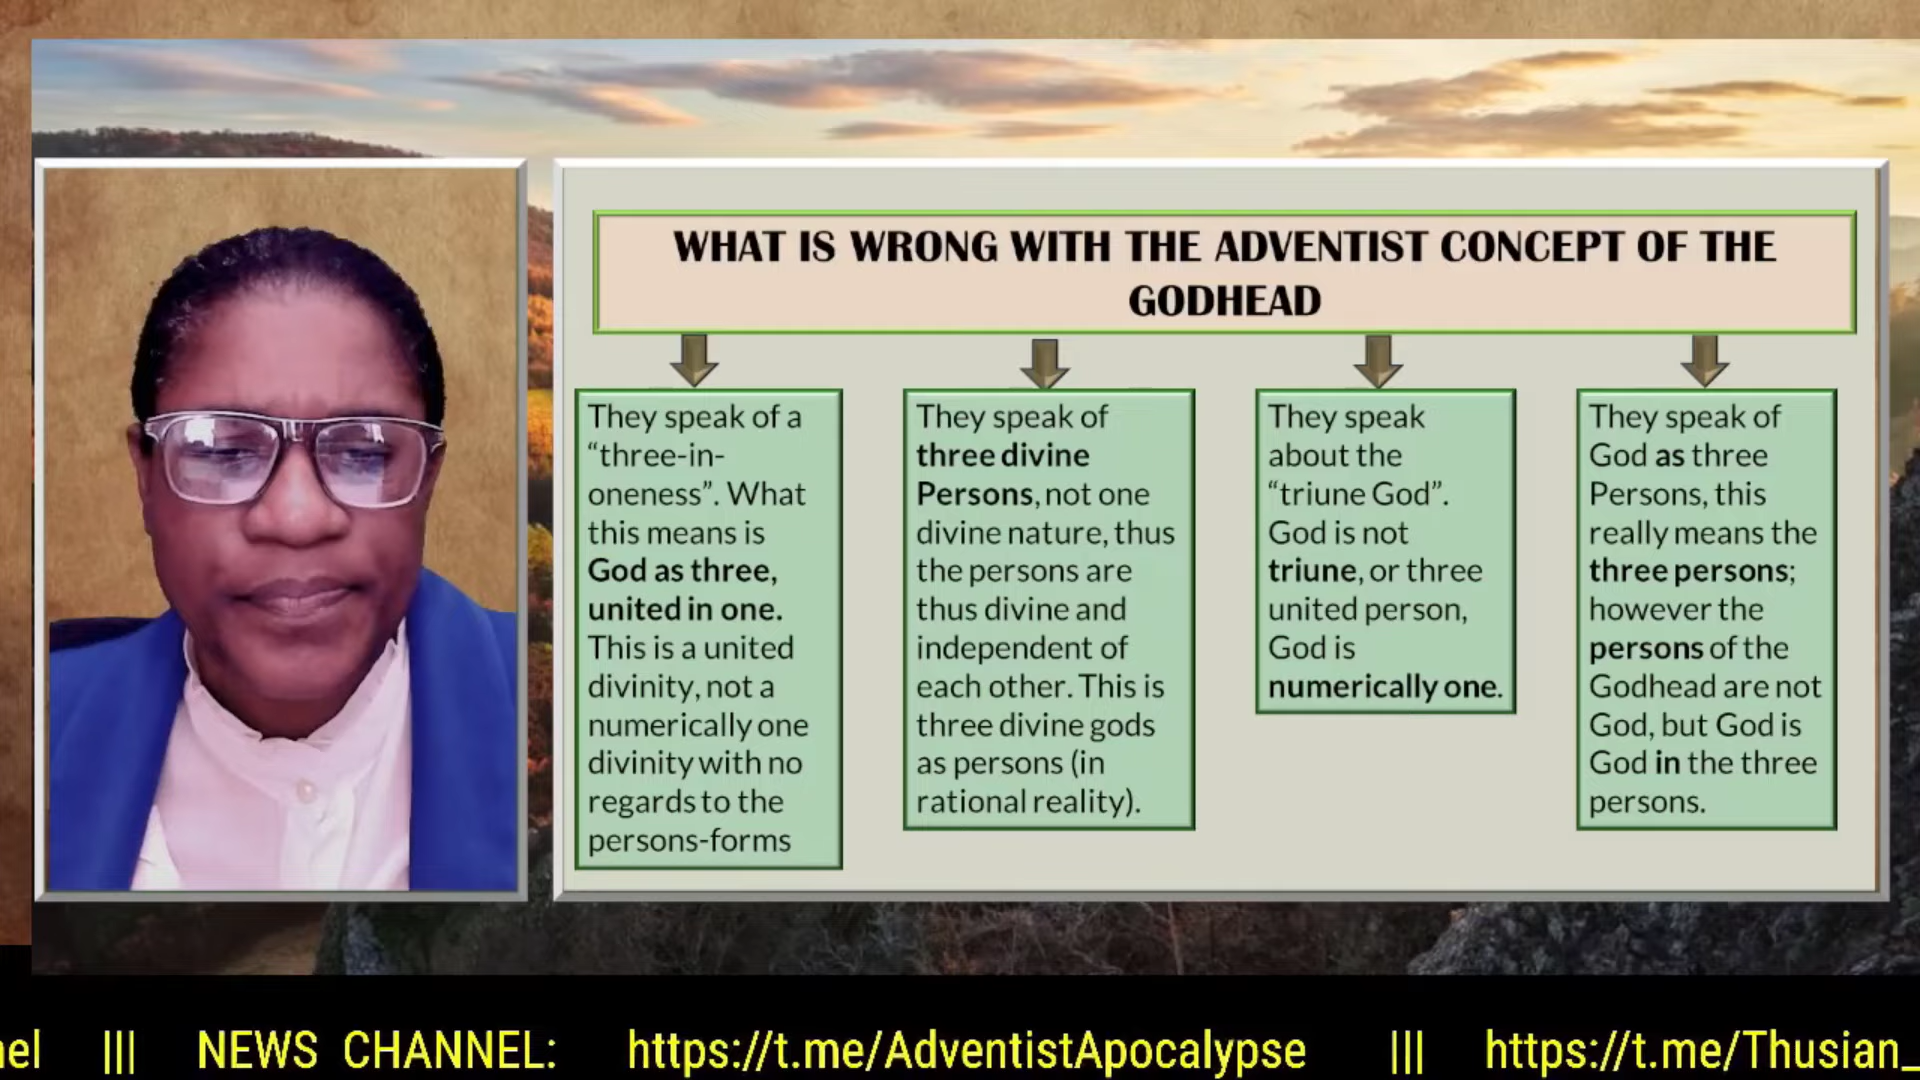 WHAT IS WRONG WITH THE ADVENTIST CONCEPT OF THE
GODHEAD
They speak of a
“three-in-
oneness”. What
this means is
God as three,
united in one.
This is a united
divinity, not a
numerically one
divinity with no
regards to the
persons-forms
They speak of
three divine
Persons, not one
divine nature, thus
the persons are
thus divine and
independent of
each other. This is
three divine gods
as persons (in
rational reality).
They speak
about the
“triune God”.
God is not
triune, or three
united person,
God is
numerically one.
They speak of
God as three
Persons, this
really means the
three persons;
however the
persons of the
Godhead are not
God, but God is
God in the three
persons.
nel ||| NEWS CHANNEL: https://t.me/AdventistApocalypse ||| https://t.me/Thusian_